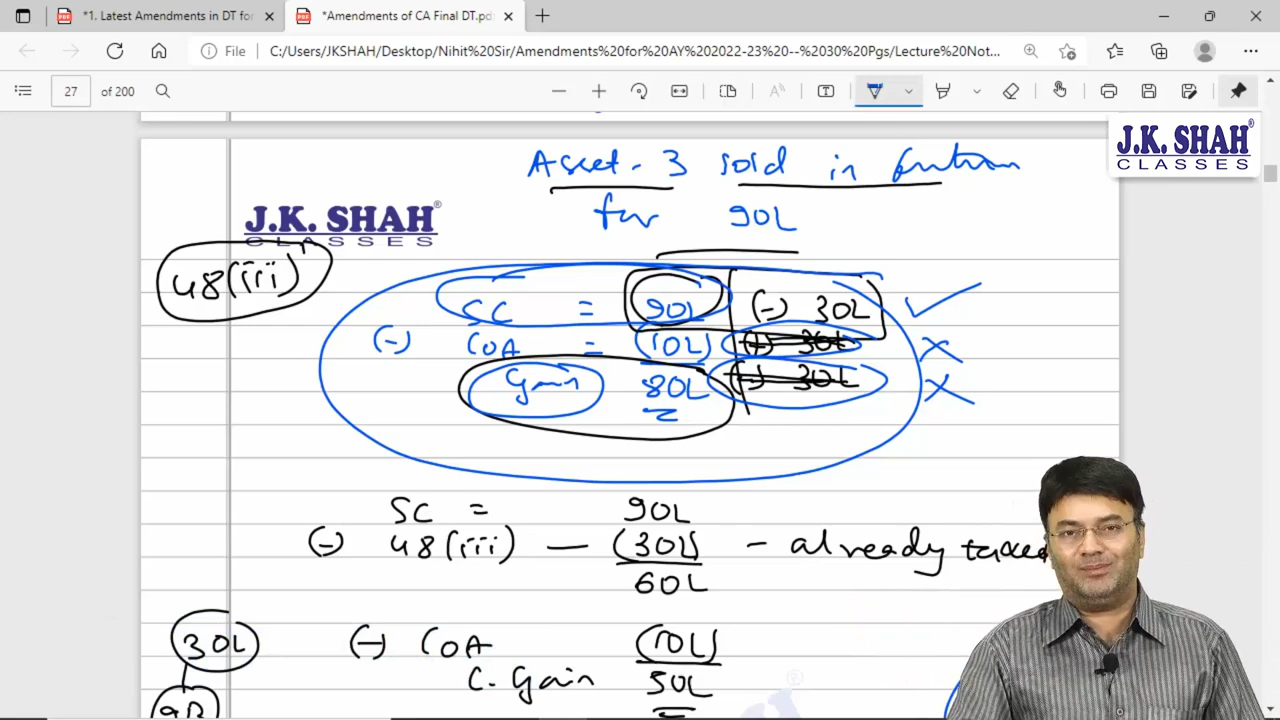 *1. Latest Amendments in DT for
*Amendments of CA Final DT.pd
File
C:/Users/JKSHAH/Desktop/Nihit%20Sir/Amendments%20for%20AY%202022-23%20--%2030%20Pgs/Lecture%20Not...
27 of 200
J.K. SHAH®
CLASSES
Asset - 3 sold in future
for 90L
J.K. SHAH®
CLASSES
48(iii)
SC = 90L (-) 30L ✓
(-) COA = (10L) (+) 30L X
Gain 80L (-) 30L X
SC = 90L
(-) 48(iii) — (30L) - already taxed
60L
30L
(-) COA (10L)
C. Gain 50L
9B